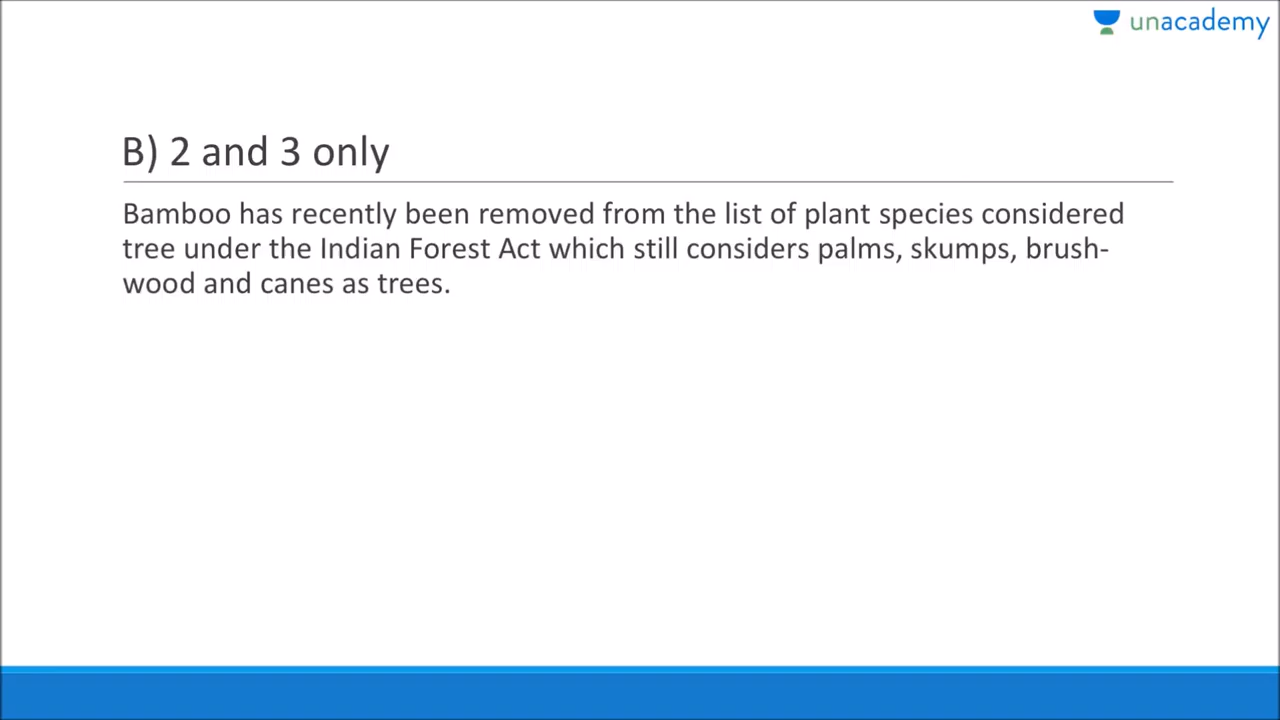 unacademy
B) 2 and 3 only
Bamboo has recently been removed from the list of plant species considered
tree under the Indian Forest Act which still considers palms, skumps, brush-
wood and canes as trees.